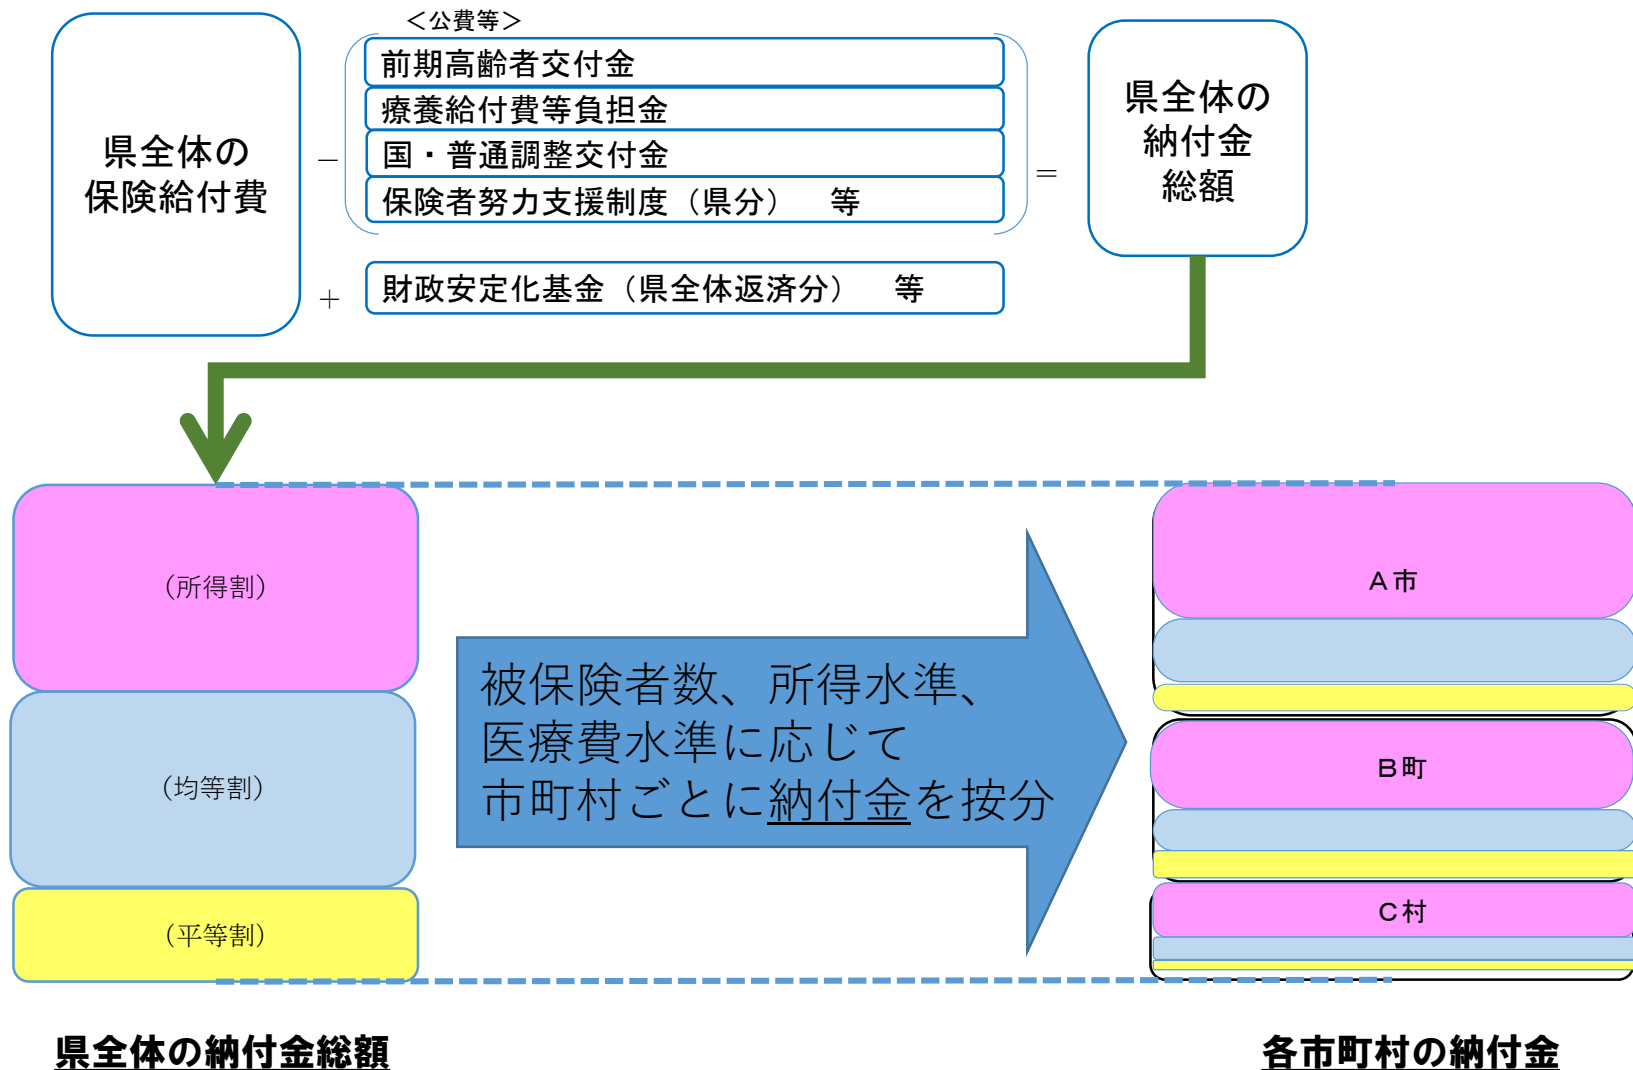 ＜公費等＞
県全体の
保険給付費
－
前期高齢者交付金
療養給付費等負担金
国・普通調整交付金
保険者努力支援制度（県分）　等
＋
財政安定化基金（県全体返済分）　等
＝
県全体の
納付金
総額
（所得割）
（均等割）
（平等割）
被保険者数、所得水準、
医療費水準に応じて
市町村ごとに納付金を按分
Ａ市
Ｂ町
Ｃ村
県全体の納付金総額
各市町村の納付金